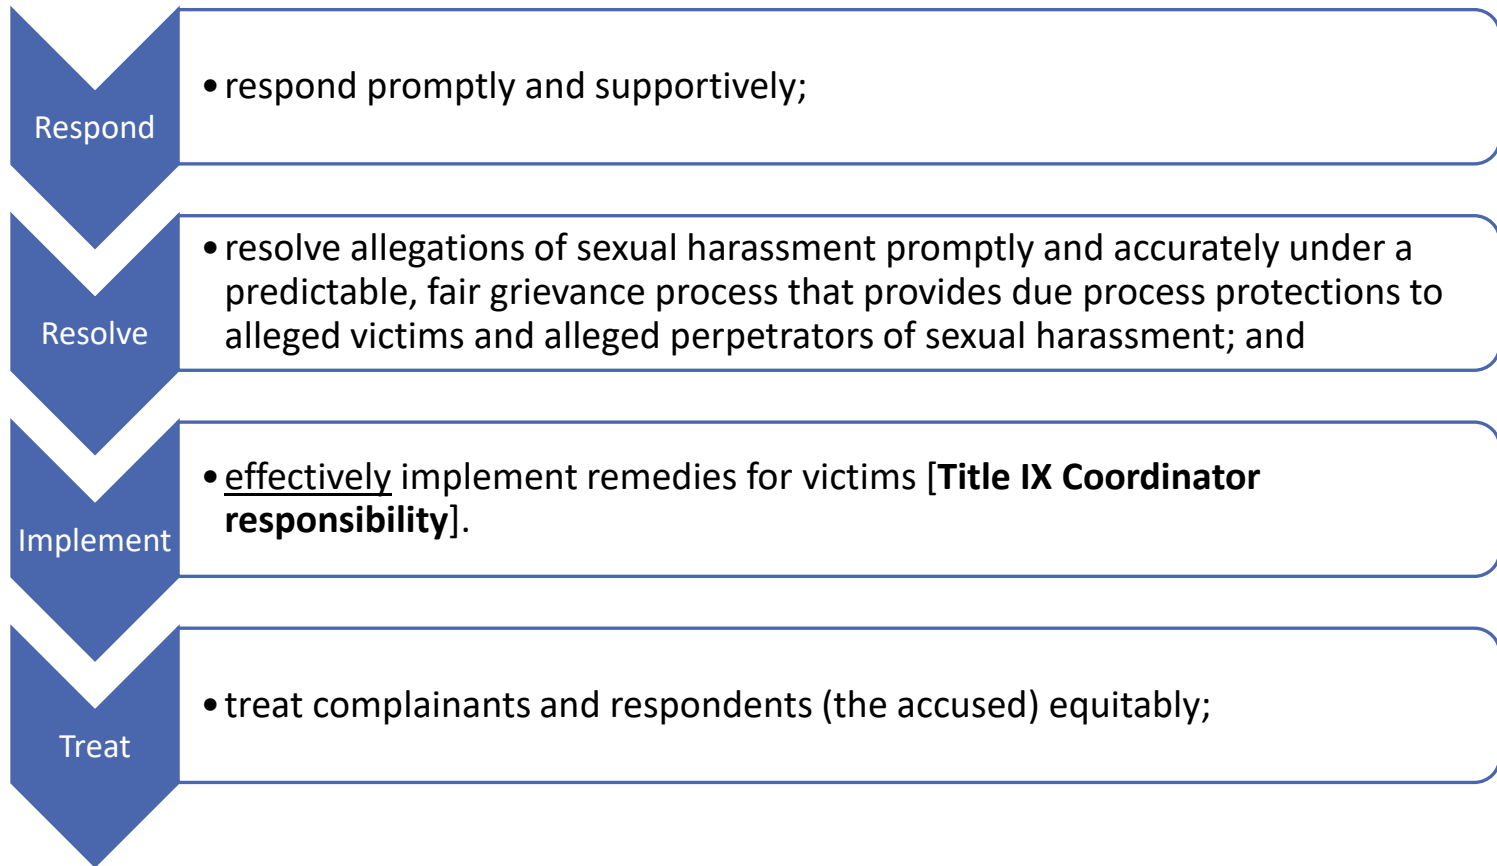 Respond
•respond promptly and supportively;
Resolve
•resolve allegations of sexual harassment promptly and accurately under a
predictable, fair grievance process that provides due process protections to
alleged victims and alleged perpetrators of sexual harassment; and
Implement
•effectively implement remedies for victims [Title IX Coordinator
responsibility].
Treat
•treat complainants and respondents (the accused) equitably;